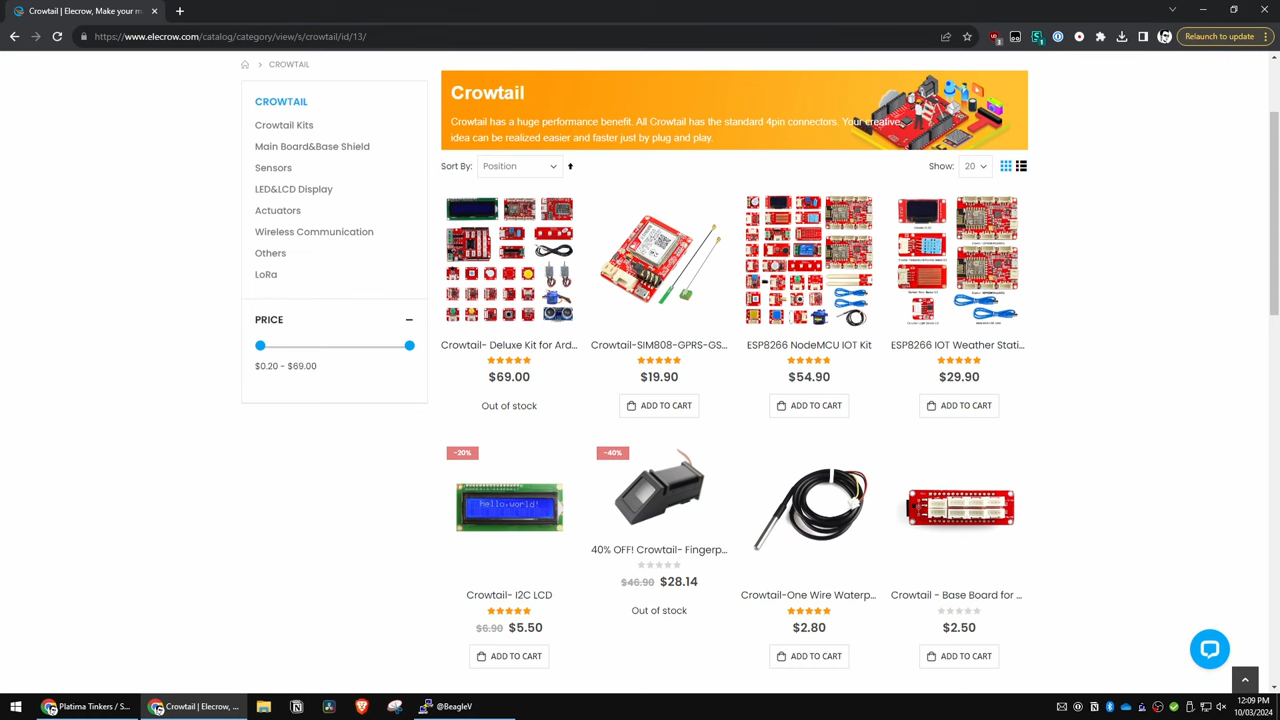 Crowtail | Elecrow, Make your m
https://www.elecrow.com/catalog/category/view/s/crowtail/id/13/
Relaunch to update
CROWTAIL
CROWTAIL
Crowtail Kits
Main Board&Base Shield
Sensors
LED&LCD Display
Actuators
Wireless Communication
Others
LoRa
PRICE
$0.20 - $69.00
Crowtail
Crowtail has a huge performance benefit. All Crowtail has the standard 4pin connectors. Your creative
idea can be realized easier and faster just by plug and play.
Sort By: Position
Show: 20
Crowtail- Deluxe Kit for Ard...
$69.00
Out of stock
Crowtail-SIM808-GPRS-GS...
$19.90
ADD TO CART
ESP8266 NodeMCU IOT Kit
$54.90
ADD TO CART
ESP8266 IOT Weather Stati...
$29.90
ADD TO CART
-20%
hello,world!
Crowtail- I2C LCD
$6.90 $5.50
ADD TO CART
-40%
40% OFF! Crowtail- Fingerp...
$46.90 $28.14
Out of stock
Crowtail-One Wire Waterp...
$2.80
ADD TO CART
Crowtail - Base Board for ...
$2.50
ADD TO CART
Platima Tinkers / S...
Crowtail | Elecrow, ...
@BeagleV
12:09 PM
10/03/2024